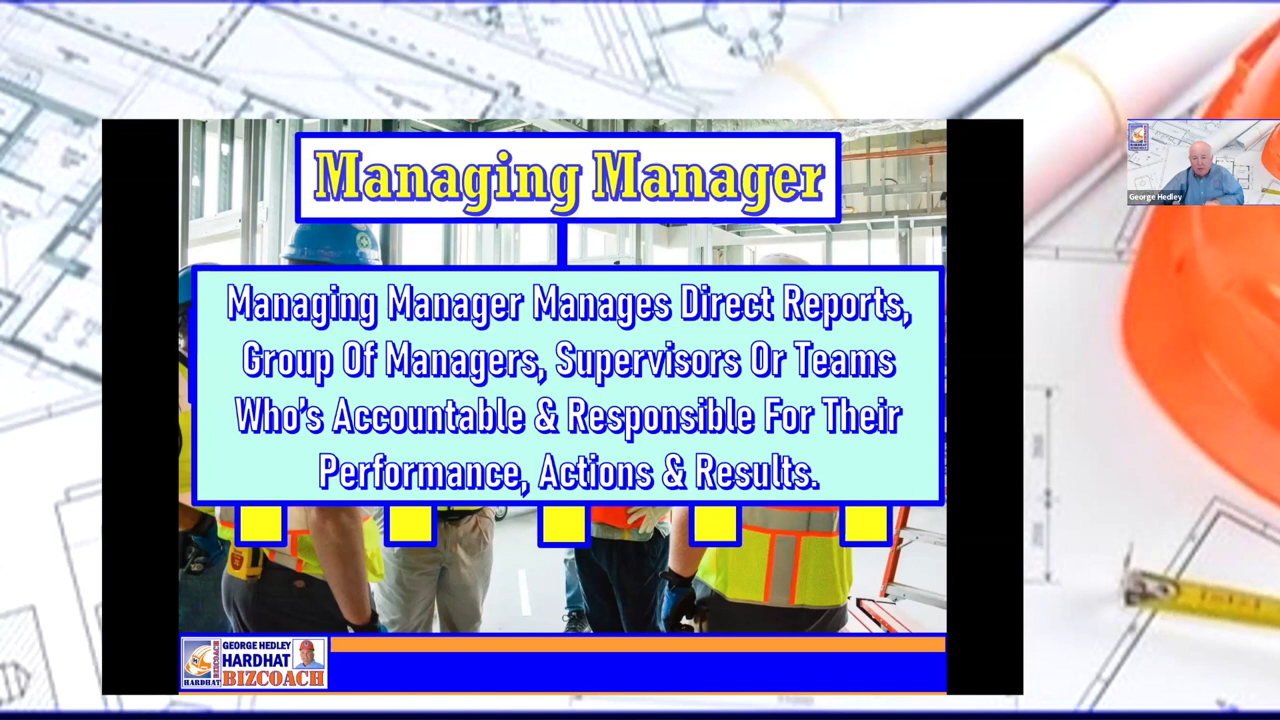 Managing Manager
Managing Manager Manages Direct Reports,
Group Of Managers, Supervisors Or Teams
Who's Accountable & Responsible For Their
Performance, Actions & Results.
George Hedley
GEORGE HEDLEY
HARDHAT
BIZCOACH
HARDHAT